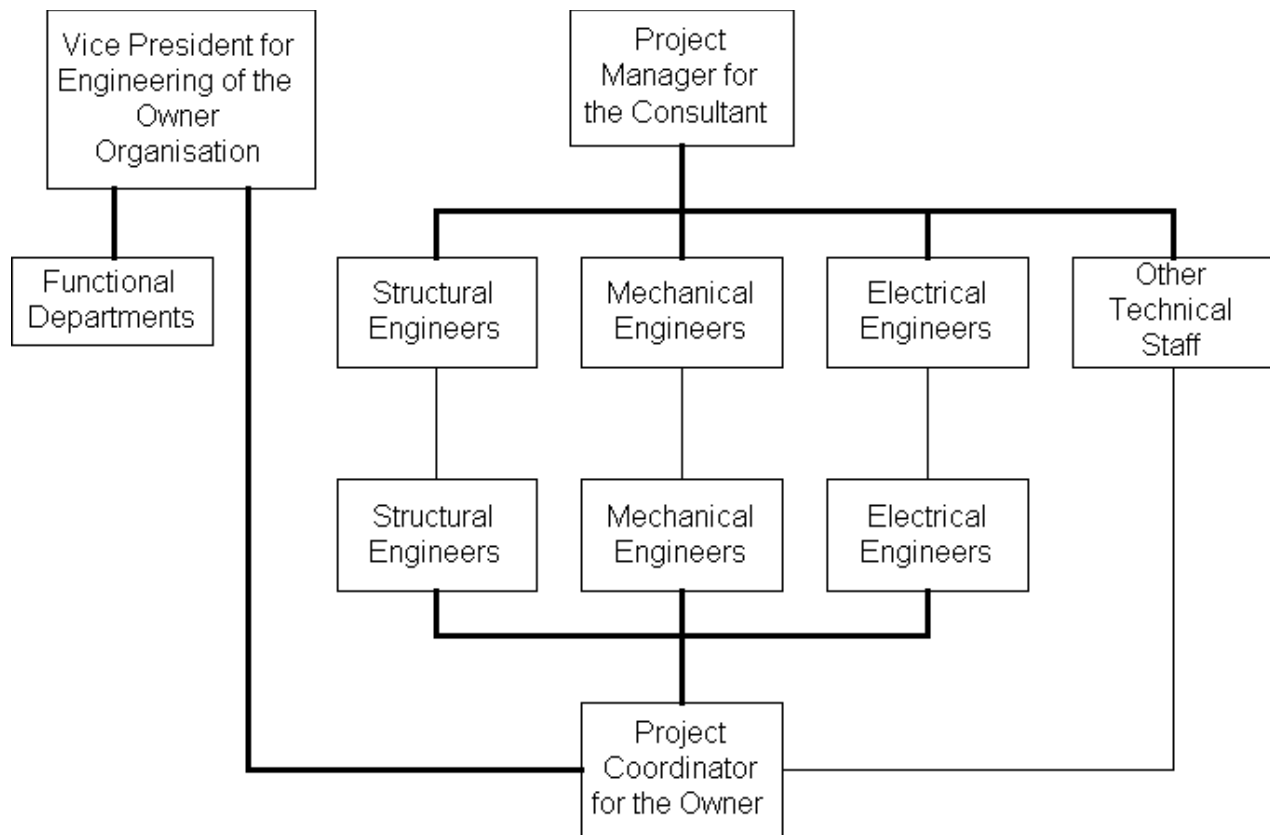 Vice President for
Engineering of the
Owner
Organisation
Project
Manager for
the Consultant
Functional
Departments
Structural
Engineers
Mechanical
Engineers
Electrical
Engineers
Other
Technical
Staff
Structural
Engineers
Mechanical
Engineers
Electrical
Engineers
Project
Coordinator
for the Owner